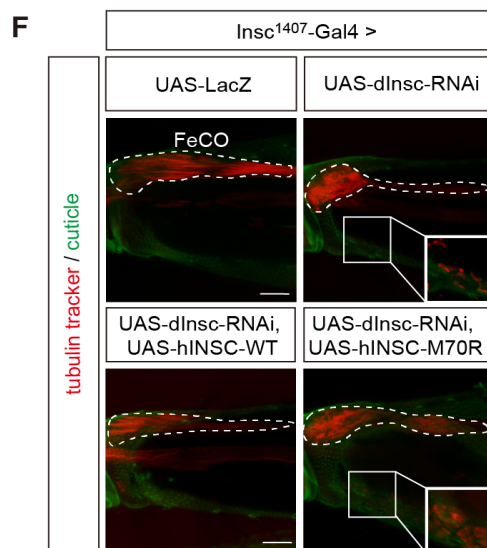 F
Insc1407-Gal4 >
UAS-LacZ
UAS-dInsc-RNAi
tubulin tracker / cuticle
FeCO
UAS-dInsc-RNAi,
UAS-hINSC-WT
UAS-dInsc-RNAi,
UAS-hINSC-M70R